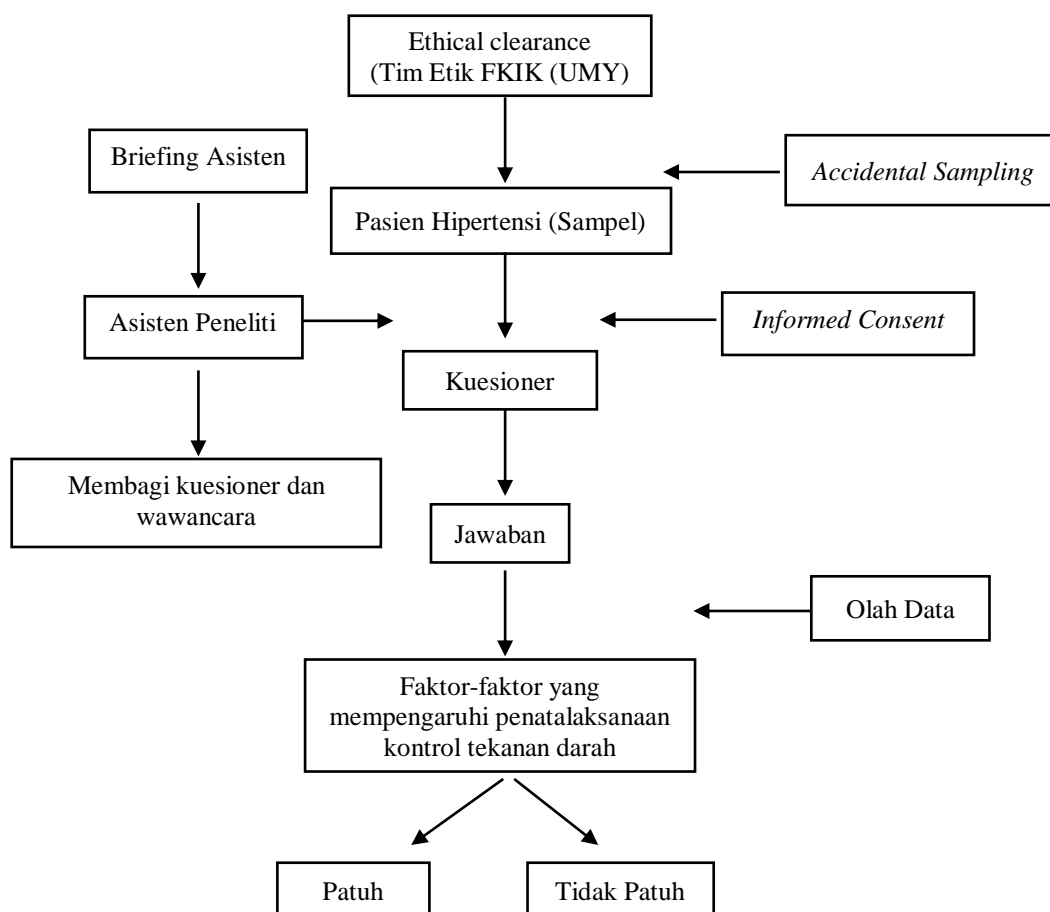 Ethical clearance
(Tim Etik FKIK (UMY)
Briefing Asisten
Accidental Sampling
Pasien Hipertensi (Sampel)
Asisten Peneliti
Informed Consent
Kuesioner
Membagi kuesioner dan
wawancara
Jawaban
Olah Data
Faktor-faktor yang
mempengaruhi penatalaksanaan
kontrol tekanan darah
Patuh
Tidak Patuh